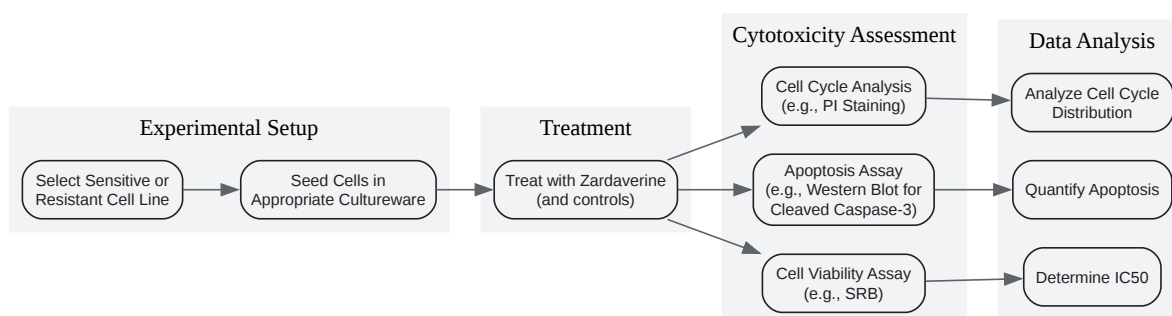 Experimental Setup
Select Sensitive or
Resistant Cell Line
Seed Cells in
Appropriate Cultureware
Treatment
Treat with Zardaverine
(and controls)
Cytotoxicity Assessment
Cell Cycle Analysis
(e.g., PI Staining)
Apoptosis Assay
(e.g., Western Blot for
Cleaved Caspase-3)
Cell Viability Assay
(e.g., SRB)
Data Analysis
Analyze Cell Cycle
Distribution
Quantify Apoptosis
Determine IC50